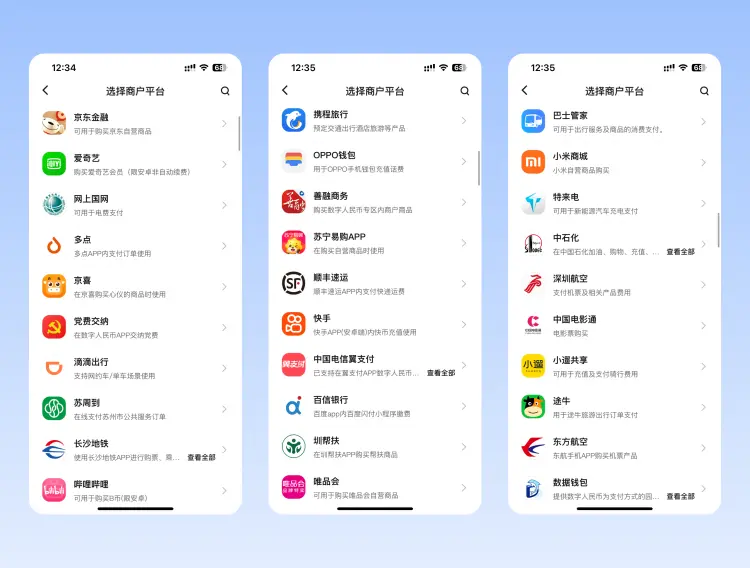 12:34
68
选择商户平台
京东金融
可用于购买京东自营商品
爱奇艺
购买爱奇艺会员（限安卓非自动续费）
网上国网
可用于电费支付
多点
多点APP内支付订单使用
京喜
在京喜购买心仪的商品时使用
党费交纳
在数字人民币APP交纳党费
滴滴出行
支持网约车/单车场景使用
苏周到
在线支付苏州市公共服务订单
长沙地铁
使用长沙地铁APP进行购票、乘... 查看全部
哔哩哔哩
可用于购买B币(限安卓)
12:35
68
选择商户平台
携程旅行
预定交通出行酒店旅游等产品
OPPO钱包
用于OPPO手机钱包充值话费
善融商务
购买数字人民币专区内商户商品
苏宁易购APP
在购买自营商品时使用
顺丰速运
顺丰速运APP内支付快递运费
快手
快手APP(安卓端)内快币充值使用
中国电信翼支付
已支持在翼支付APP数字人民币... 查看全部
百信银行
百度app内百度闪付小程序缴费
圳帮扶
在圳帮扶APP购买帮扶商品
唯品会
可用于购买唯品会自营商品
12:35
68
选择商户平台
巴士管家
可用于出行服务及商品的消费支付。
小米商城
小米自营商品购买
特来电
可用于新能源汽车充电支付
中石化
在中国石化加油、购物、充值、... 查看全部
深圳航空
支付机票及相关产品费用
中国电影通
电影票购买
小遛共享
可用于充值及支付骑行费用
途牛
用于途牛旅游出行订单支付
东方航空
东航手机APP购买机票产品
数据钱包
提供数字人民币为支付方式的园... 查看全部